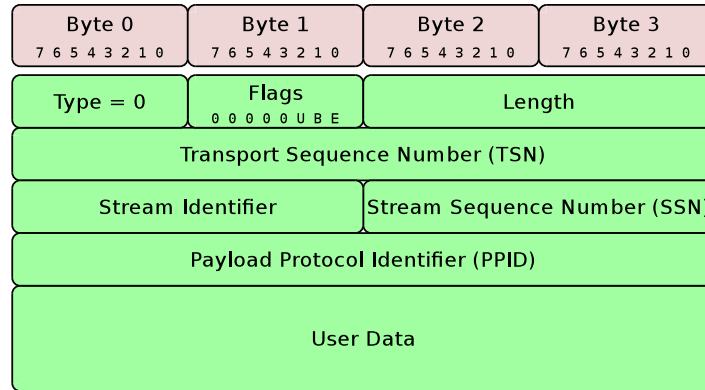 Byte 0 Byte 1 Byte 2 Byte 3
7 6 5 4 3 2 1 0 7 6 5 4 3 2 1 0 7 6 5 4 3 2 1 0 7 6 5 4 3 2 1 0
Type = 0 Flags Length
0 0 0 0 0 U B E
Transport Sequence Number (TSN)
Stream Identifier Stream Sequence Number (SSN)
Payload Protocol Identifier (PPID)
User Data